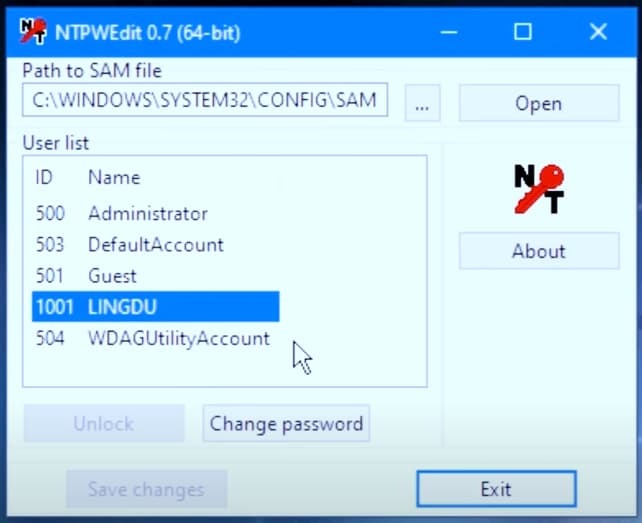 NTPWEdit 0.7 (64-bit)
Path to SAM file
C:\WINDOWS\SYSTEM32\CONFIG\SAM
...
Open
User list
ID Name
500 Administrator
503 DefaultAccount
501 Guest
1001 LINGDU
504 WDAGUtilityAccount
NT
About
Unlock
Change password
Save changes
Exit